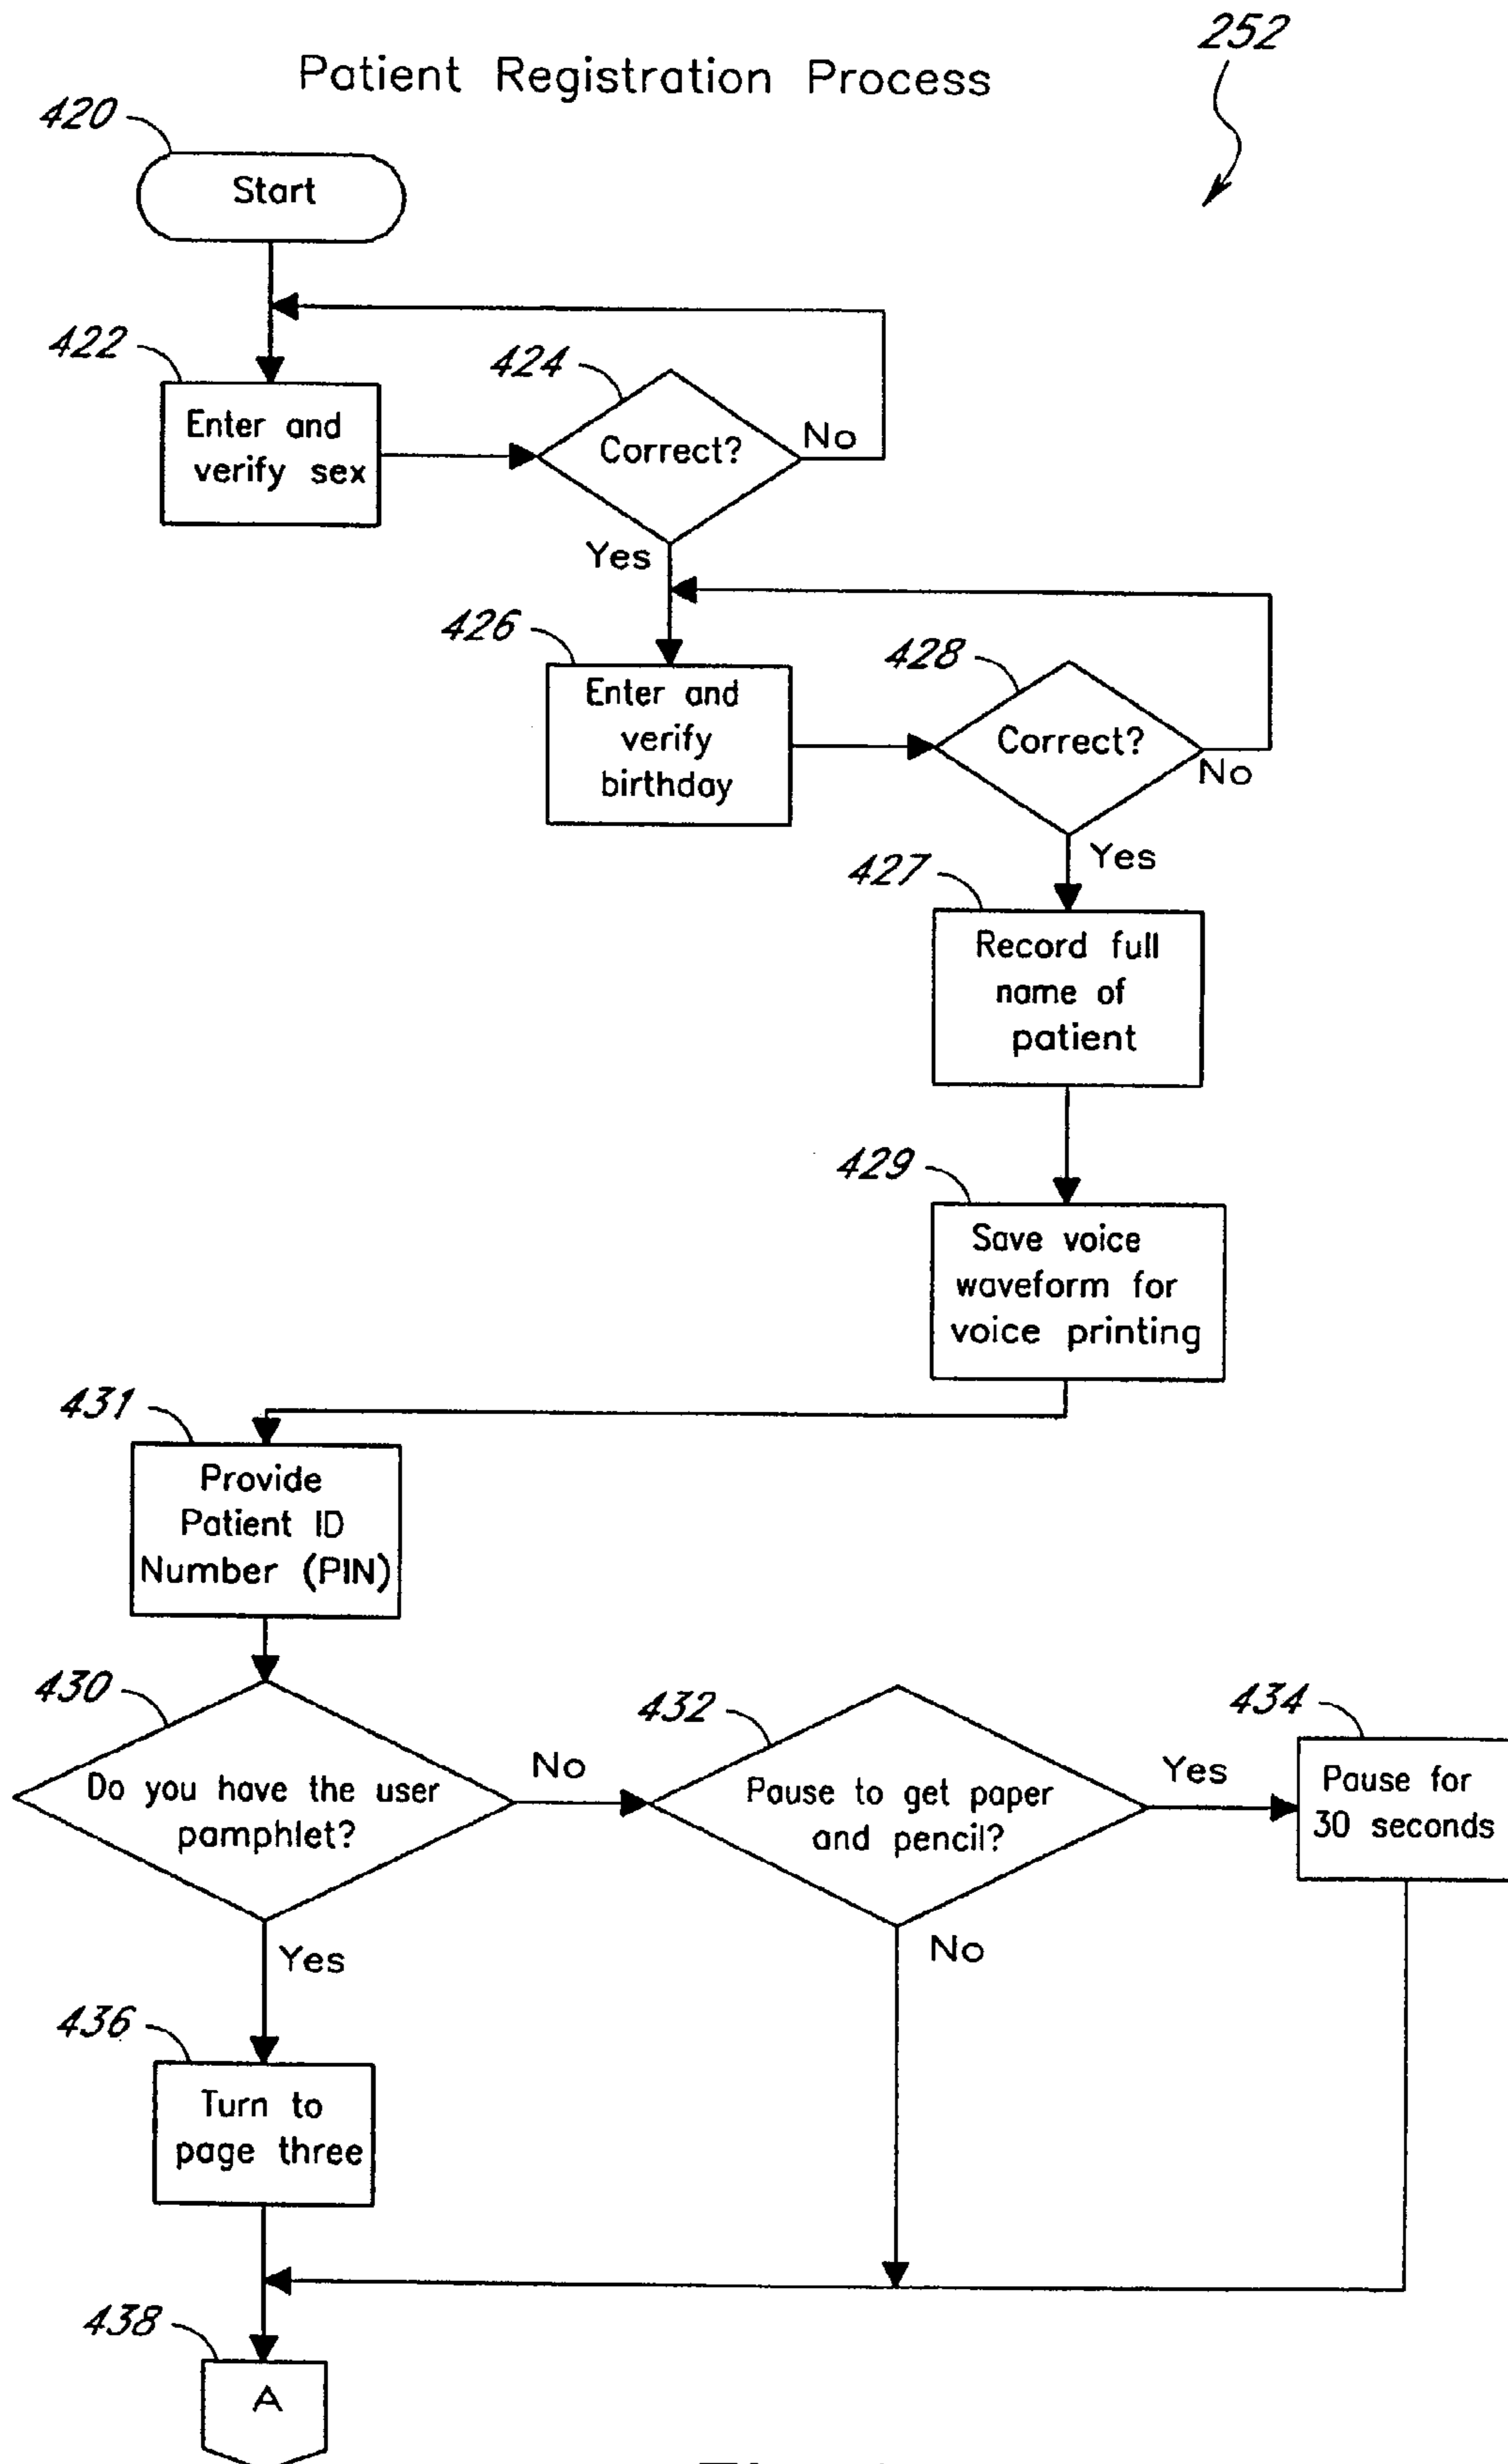 252
Patient Registration Process
420
Start
422
Enter and
verify sex
424
Correct?
No
Yes
426
Enter and
verify
birthday
428
Correct?
No
Yes
427
Record full
name of
patient
429
Save voice
waveform for
voice printing
431
Provide
Patient ID
Number (PIN)
430
Do you have the user
pamphlet?
No
432
Pause to get paper
and pencil?
Yes
434
Pause for
30 seconds
Yes
No
436
Turn to
page three
438
A